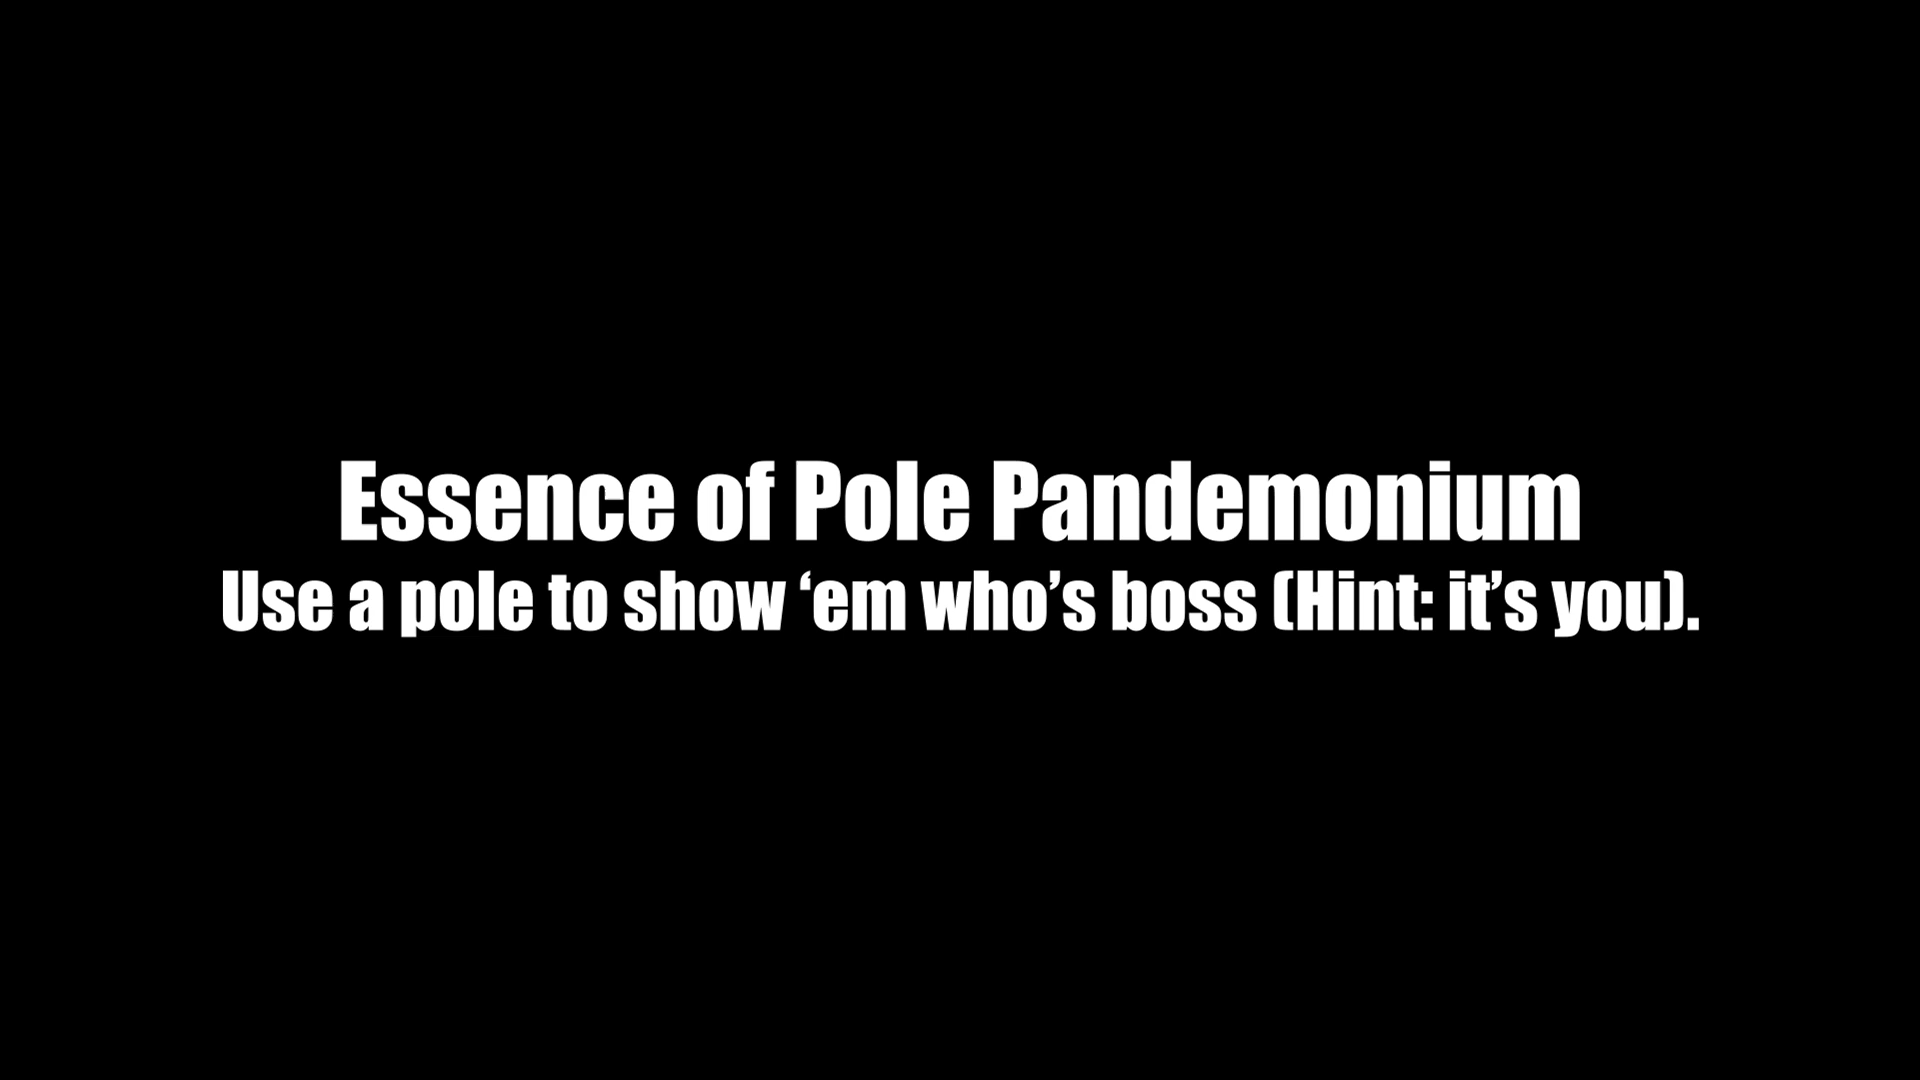 Essence of Pole Pandemonium
Use a pole to show ‘em who’s boss (Hint: it’s you).